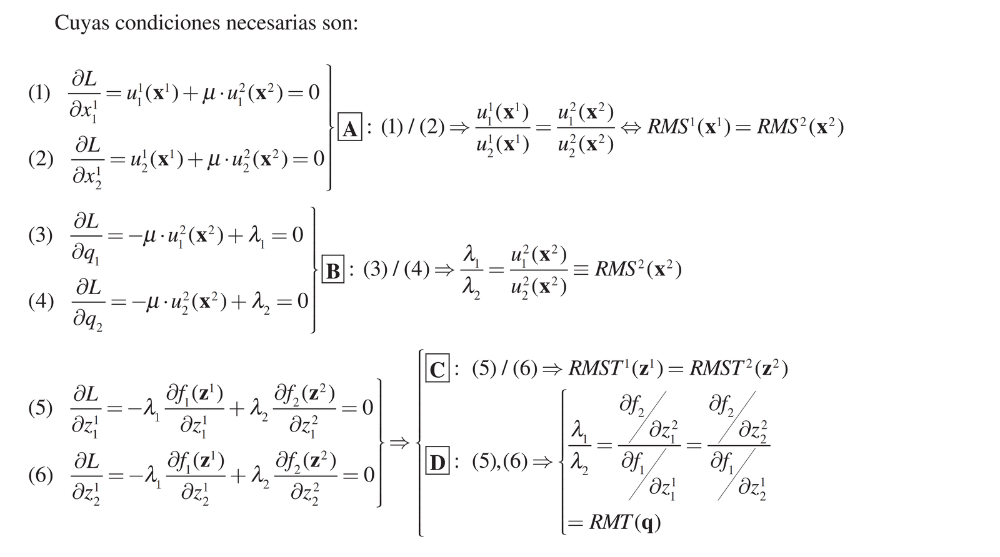 Cuyas condiciones necesarias son:
(1) ∂L/∂x₁¹ = u₁¹(x¹) + μ · u₁²(x²) = 0
A : (1) / (2) ⇒ u₁¹(x¹)/u₂¹(x¹) = u₁²(x²)/u₂²(x²) ⇔ RMS¹(x¹) = RMS²(x²)
(2) ∂L/∂x₂¹ = u₂¹(x¹) + μ · u₂²(x²) = 0
(3) ∂L/∂q₁ = −μ · u₁²(x²) + λ₁ = 0
B : (3) / (4) ⇒ λ₁/λ₂ = u₁²(x²)/u₂²(x²) ≡ RMS²(x²)
(4) ∂L/∂q₂ = −μ · u₂²(x²) + λ₂ = 0
C : (5) / (6) ⇒ RMST¹(z¹) = RMST²(z²)
(5) ∂L/∂z₁¹ = −λ₁ ∂f₁(z¹)/∂z₁¹ + λ₂ ∂f₂(z²)/∂z₁² = 0
⇒
D : (5),(6) ⇒ λ₁/λ₂ = (∂f₂/∂z₁²)/(∂f₁/∂z₁¹) = (∂f₂/∂z₂²)/(∂f₁/∂z₂¹)
(6) ∂L/∂z₂¹ = −λ₁ ∂f₁(z¹)/∂z₂¹ + λ₂ ∂f₂(z²)/∂z₂² = 0
= RMT(q)